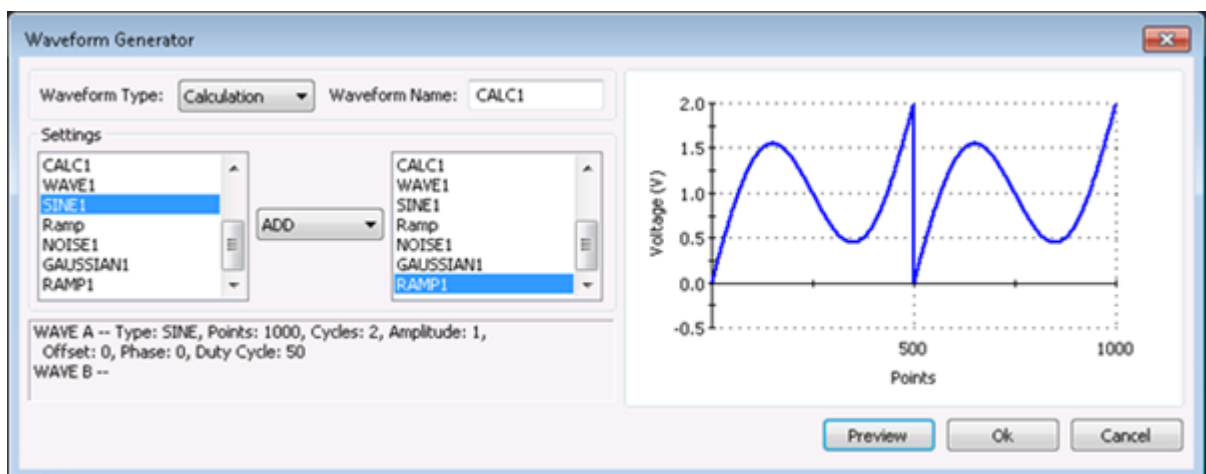 Waveform Generator
Waveform Type: Calculation Waveform Name: CALC1
Settings
CALC1
WAVE1
SINE1
Ramp
NOISE1
GAUSSIAN1
RAMP1
ADD
CALC1
WAVE1
SINE1
Ramp
NOISE1
GAUSSIAN1
RAMP1
WAVE A -- Type: SINE, Points: 1000, Cycles: 2, Amplitude: 1,
Offset: 0, Phase: 0, Duty Cycle: 50
WAVE B --
Voltage (V)
2.0
1.5
1.0
0.5
0.0
-0.5
500 1000
Points
Preview Ok Cancel